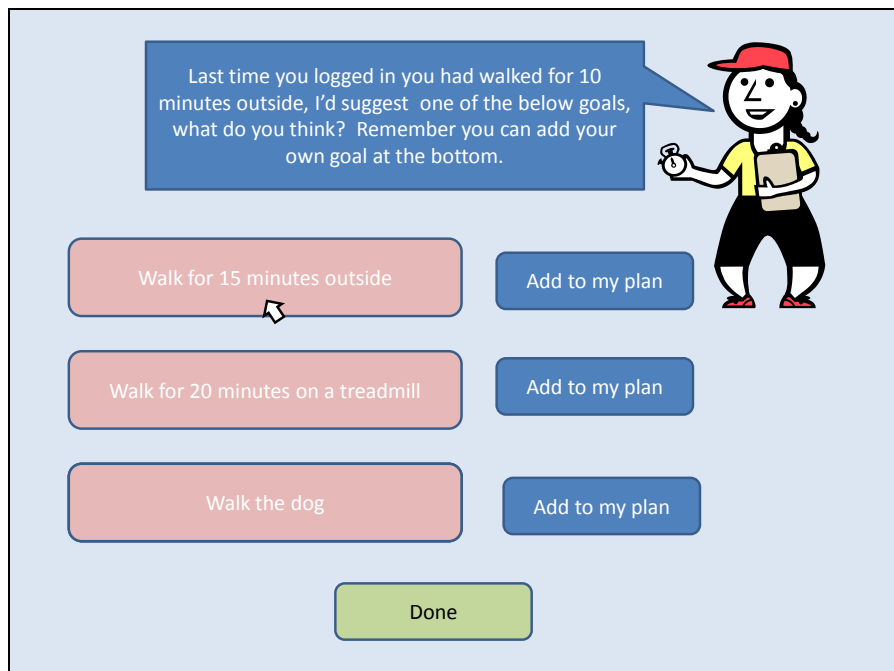 Last time you logged in you had walked for 10
minutes outside, I’d suggest  one of the below goals,
what do you think?  Remember you can add your
own goal at the bottom.
Walk for 15 minutes outside
Add to my plan
Walk for 20 minutes on a treadmill
Add to my plan
Walk the dog
Add to my plan
Done